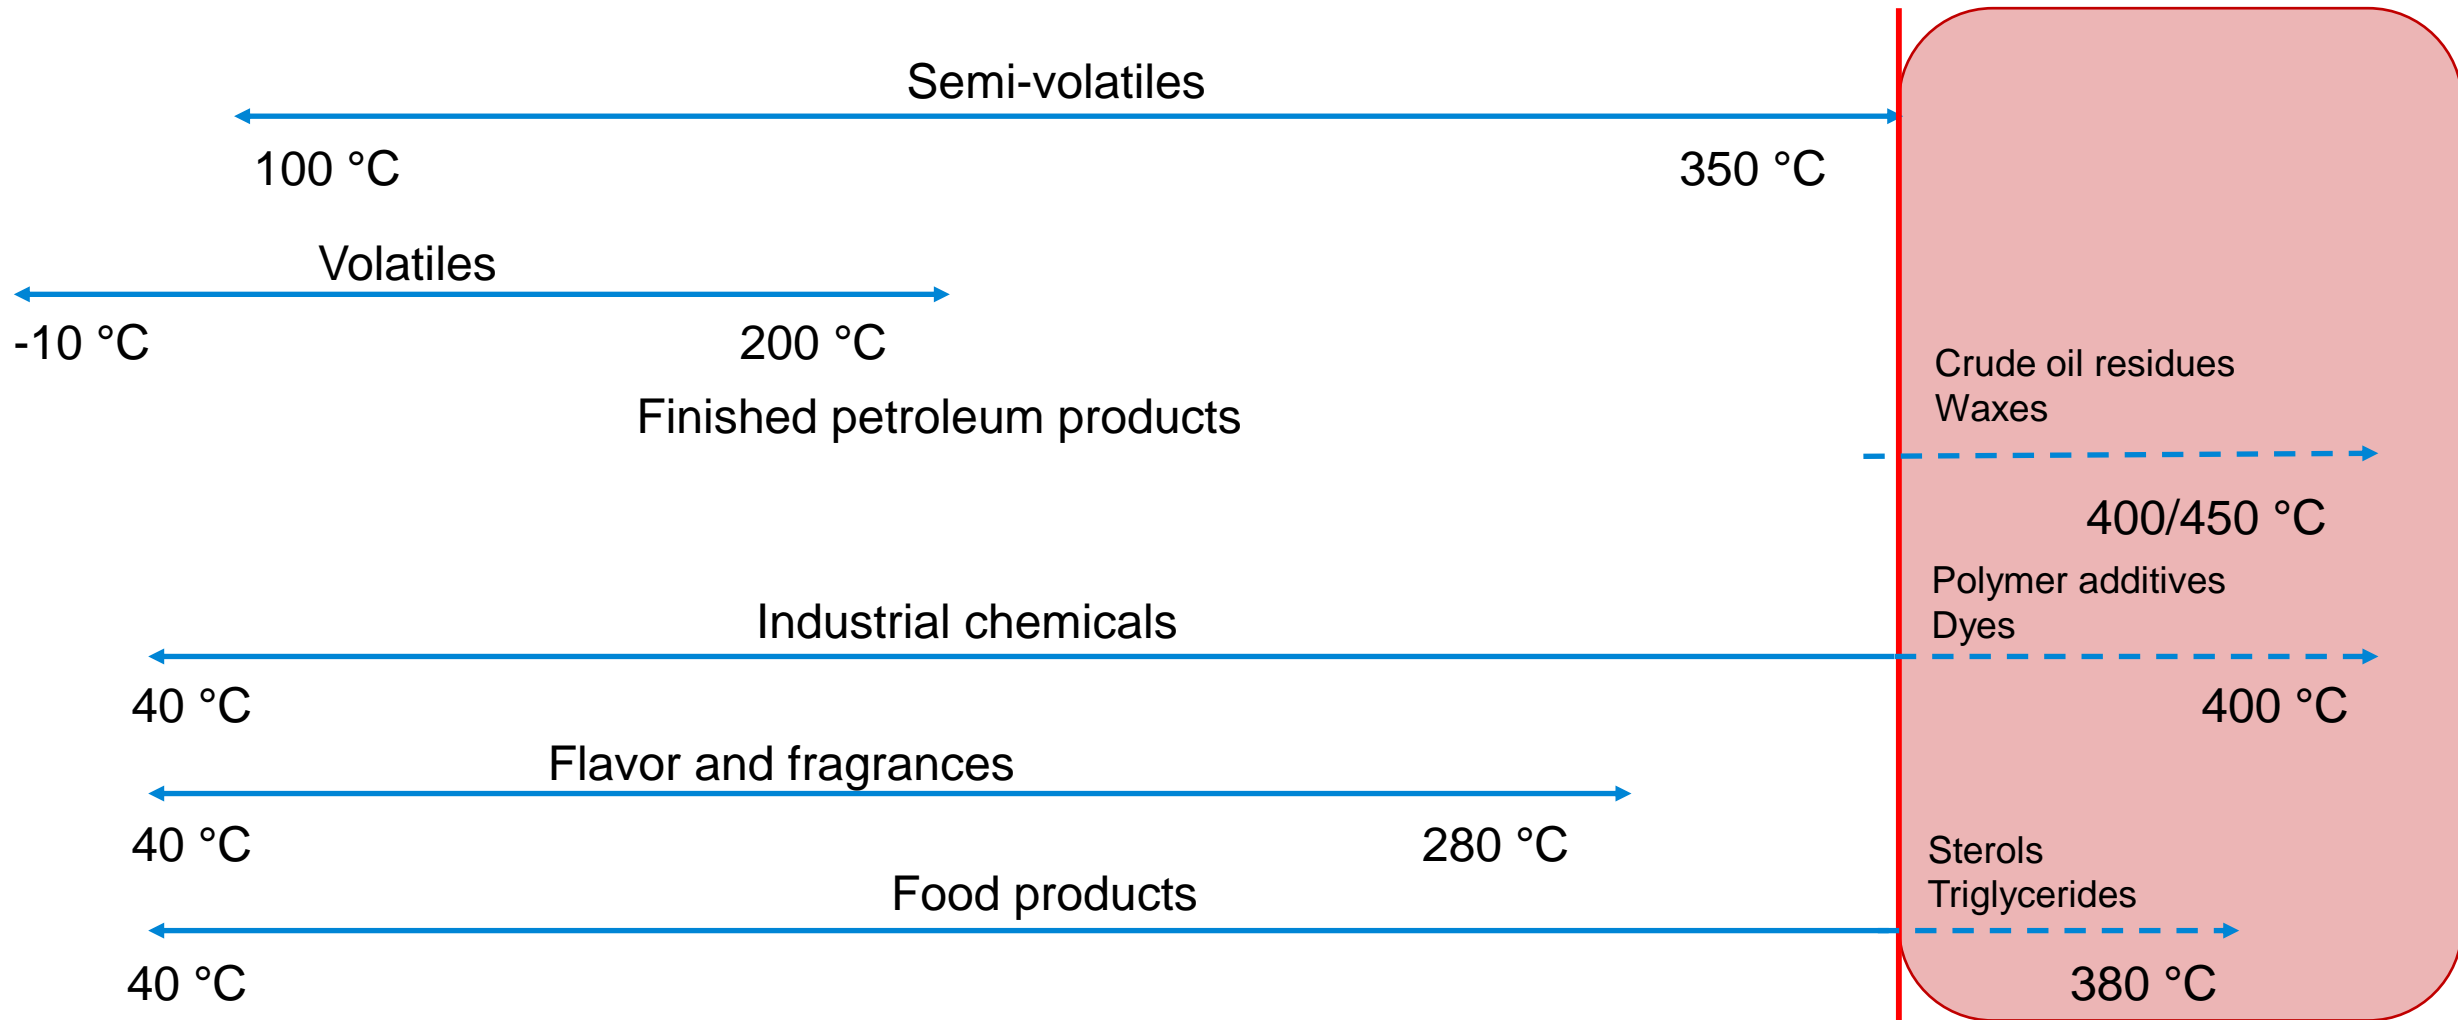 Semi-volatiles
100 °C
350 °C
Volatiles
-10 °C
200 °C
Finished petroleum products
Crude oil residues
Waxes
400/450 °C
Industrial chemicals
Polymer additives
Dyes
40 °C
400 °C
Flavor and fragrances
40 °C
280 °C
Food products
Sterols
Triglycerides
40 °C
380 °C